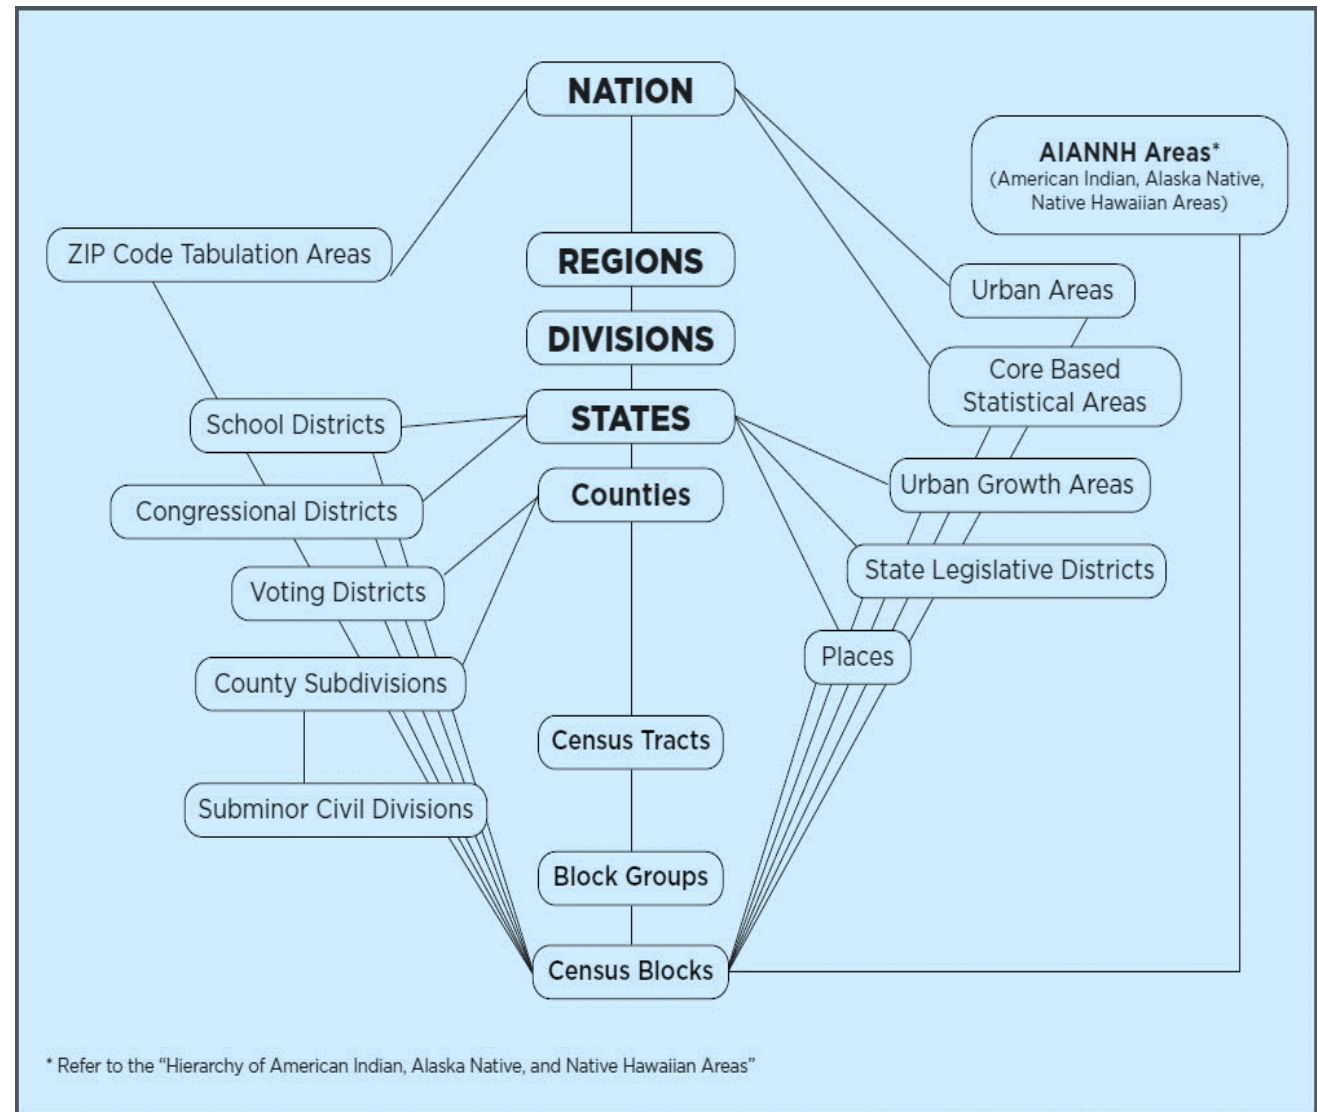 NATION
AIANNH Areas*
(American Indian, Alaska Native,
Native Hawaiian Areas)
ZIP Code Tabulation Areas
REGIONS
Urban Areas
DIVISIONS
Core Based
Statistical Areas
School Districts
STATES
Urban Growth Areas
Congressional Districts
Counties
State Legislative Districts
Voting Districts
Places
County Subdivisions
Census Tracts
Subminor Civil Divisions
Block Groups
Census Blocks
* Refer to the “Hierarchy of American Indian, Alaska Native, and Native Hawaiian Areas”